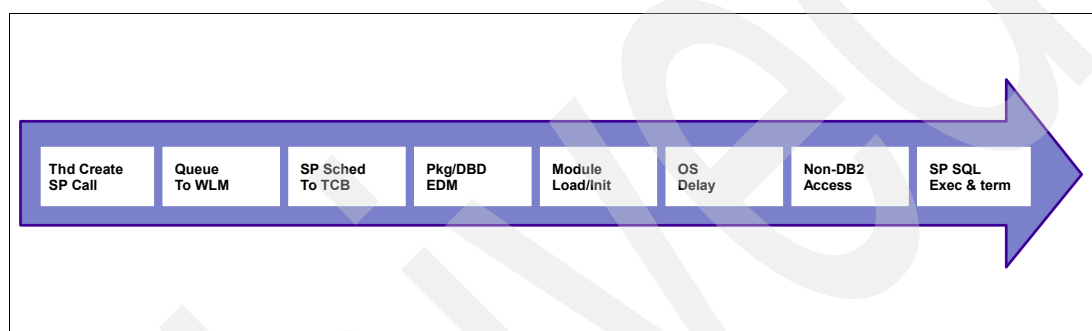 Thd Create
SP Call
Queue
To WLM
SP Sched
To TCB
Pkg/DBD
EDM
Module
Load/Init
OS
Delay
Non-DB2
Access
SP SQL
Exec & term